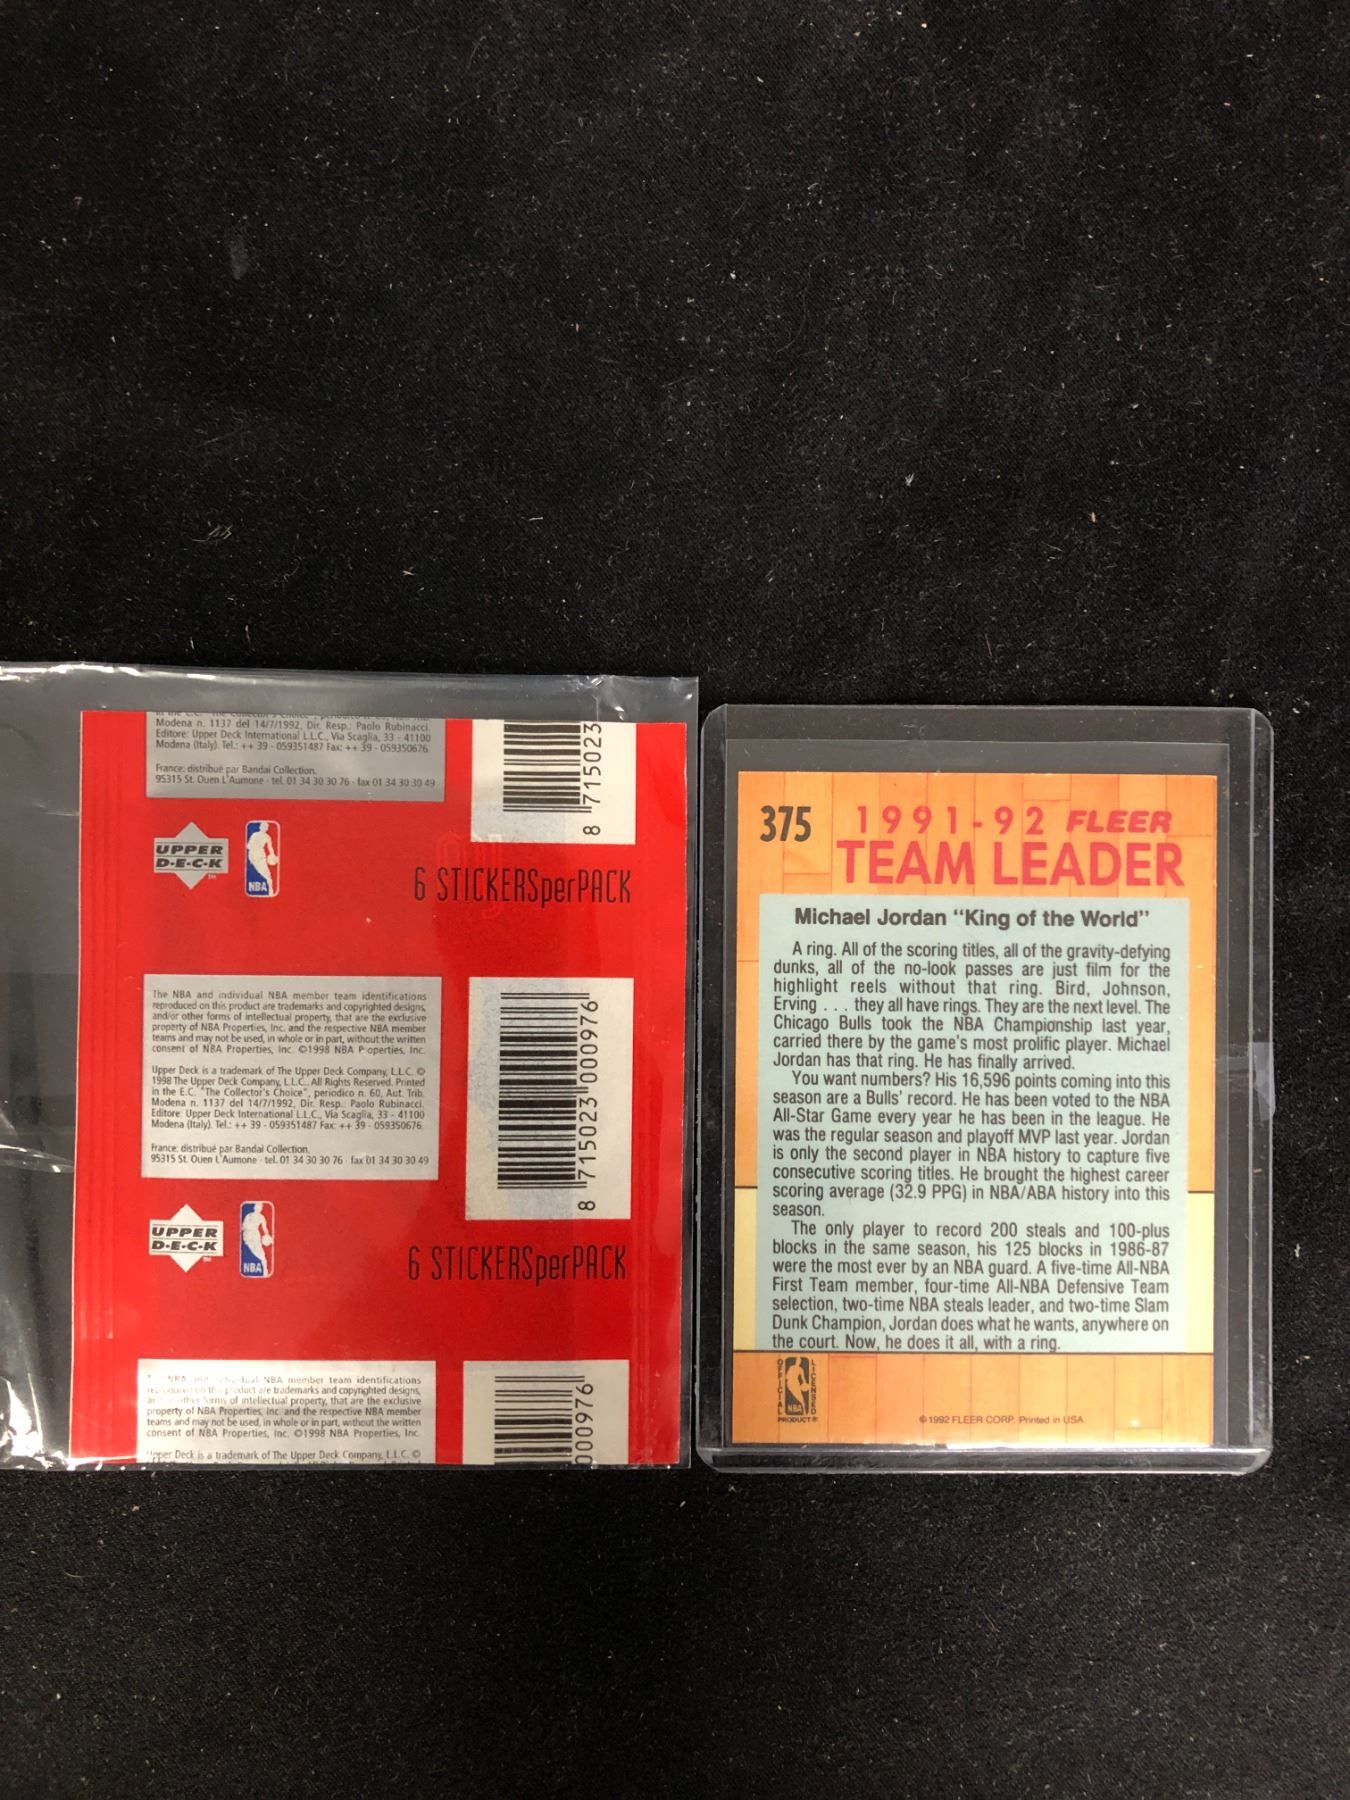 Modena n. 1137 del 14/7/1992, Dir. Resp.: Paolo Rubinacci.
Editore: Upper Deck International L.L.C., Via Scaglia, 33 - 41100
Modena (Italy). Tel.: ++ 39 - 059351487 Fax: ++ 39 - 059350676.
France: distribué par Bandai Collection.
95315 St. Ouen L'Aumone - tel. 01 34 30 30 76 - fax 01 34 30 30 49
8 715023
UPPER
D•E•C•K
TM
NBA
6 STICKERSperPACK
The NBA and individual NBA member team identifications
reproduced on this product are trademarks and copyrighted designs,
and/or other forms of intellectual property, that are the exclusive
property of NBA Properties, Inc. and the respective NBA member
teams and may not be used, in whole or in part, without the written
consent of NBA Properties, Inc. ©1998 NBA Properties, Inc.
Upper Deck is a trademark of The Upper Deck Company, L.L.C. ©
1998 The Upper Deck Company, L.L.C.. All Rights Reserved. Printed
in the E.C. "The Collector's Choice", periodico n. 60, Aut. Trib.
Modena n. 1137 del 14/7/1992, Dir. Resp.: Paolo Rubinacci.
Editore: Upper Deck International L.L.C., Via Scaglia, 33 - 41100
Modena (Italy). Tel.: ++ 39 - 059351487 Fax: ++ 39 - 059350676.
France: distribué par Bandai Collection.
95315 St. Ouen L'Aumone - tel. 01 34 30 30 76 - fax 01 34 30 30 49
8 715023 000976
UPPER
D•E•C•K
TM
NBA
6 STICKERSperPACK
NBA member team identifications
product are trademarks and copyrighted designs,
forms of intellectual property, that are the exclusive
property of NBA Properties, Inc. and the respective NBA member
teams and may not be used, in whole or in part, without the written
consent of NBA Properties, Inc. ©1998 NBA Properties, Inc.
Upper Deck is a trademark of The Upper Deck Company, L.L.C. ©
000976
375
1991-92 FLEER
TEAM LEADER
Michael Jordan "King of the World"
A ring. All of the scoring titles, all of the gravity-defying
dunks, all of the no-look passes are just film for the
highlight reels without that ring. Bird, Johnson,
Erving . . . they all have rings. They are the next level. The
Chicago Bulls took the NBA Championship last year,
carried there by the game's most prolific player. Michael
Jordan has that ring. He has finally arrived.
You want numbers? His 16,596 points coming into this
season are a Bulls' record. He has been voted to the NBA
All-Star Game every year he has been in the league. He
was the regular season and playoff MVP last year. Jordan
is only the second player in NBA history to capture five
consecutive scoring titles. He brought the highest career
scoring average (32.9 PPG) in NBA/ABA history into this
season.
The only player to record 200 steals and 100-plus
blocks in the same season, his 125 blocks in 1986-87
were the most ever by an NBA guard. A five-time All-NBA
First Team member, four-time All-NBA Defensive Team
selection, two-time NBA steals leader, and two-time Slam
Dunk Champion, Jordan does what he wants, anywhere on
the court. Now, he does it all, with a ring.
OFFICIAL
NBA
LICENSED
PRODUCT®
©1992 FLEER CORP. Printed in USA.